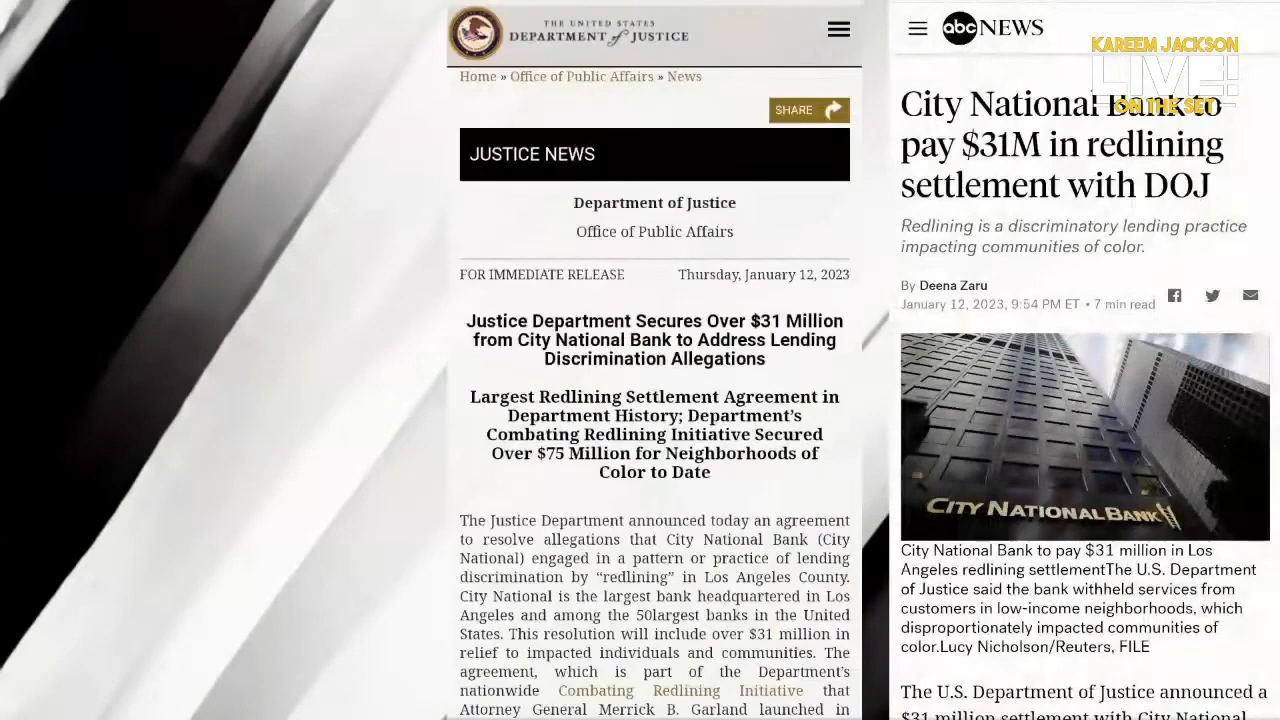 THE UNITED STATES
DEPARTMENT of JUSTICE
Home » Office of Public Affairs » News
SHARE
JUSTICE NEWS
Department of Justice
Office of Public Affairs
FOR IMMEDIATE RELEASE Thursday, January 12, 2023
Justice Department Secures Over $31 Million
from City National Bank to Address Lending
Discrimination Allegations
Largest Redlining Settlement Agreement in
Department History; Department’s
Combating Redlining Initiative Secured
Over $75 Million for Neighborhoods of
Color to Date
The Justice Department announced today an agreement
to resolve allegations that City National Bank (City
National) engaged in a pattern or practice of lending
discrimination by “redlining” in Los Angeles County.
City National is the largest bank headquartered in Los
Angeles and among the 50largest banks in the United
States. This resolution will include over $31 million in
relief to impacted individuals and communities. The
agreement, which is part of the Department’s
nationwide Combating Redlining Initiative that
Attorney General Merrick B. Garland launched in
abc NEWS
KAREEM JACKSON
LIVE!
ON THE SET
City National Bank to
pay $31M in redlining
settlement with DOJ
Redlining is a discriminatory lending practice
impacting communities of color.
By Deena Zaru
January 12, 2023, 9:54 PM ET • 7 min read
CITY NATIONAL BANK
City National Bank to pay $31 million in Los
Angeles redlining settlementThe U.S. Department
of Justice said the bank withheld services from
customers in low-income neighborhoods, which
disproportionately impacted communities of
color.Lucy Nicholson/Reuters, FILE
The U.S. Department of Justice announced a
$31 million settlement with City National